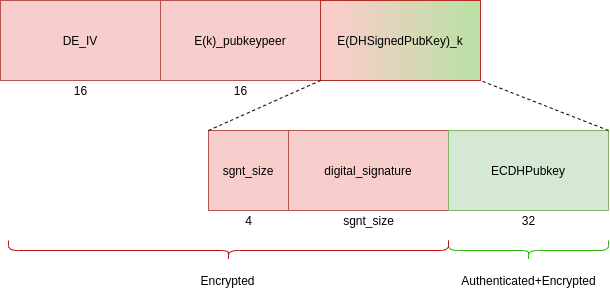 DE_IV
E(k)_pubkeypeer
E(DHSignedPubKey)_k
16
16
sgnt_size
digital_signature
ECDHPubkey
4
sgnt_size
32
Encrypted
Authenticated+Encrypted